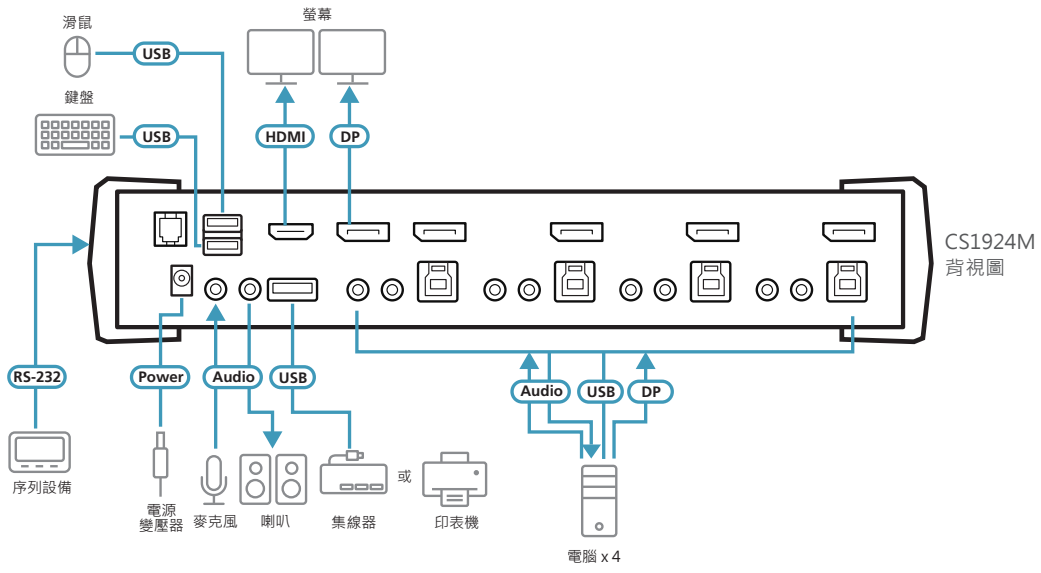 滑鼠
USB
螢幕
鍵盤
USB
HDMI
DP
CS1924M
背視圖
RS-232
Power
Audio
USB
Audio
USB
DP
序列設備
電源
變壓器
麥克風
喇叭
集線器
或
印表機
電腦 x 4